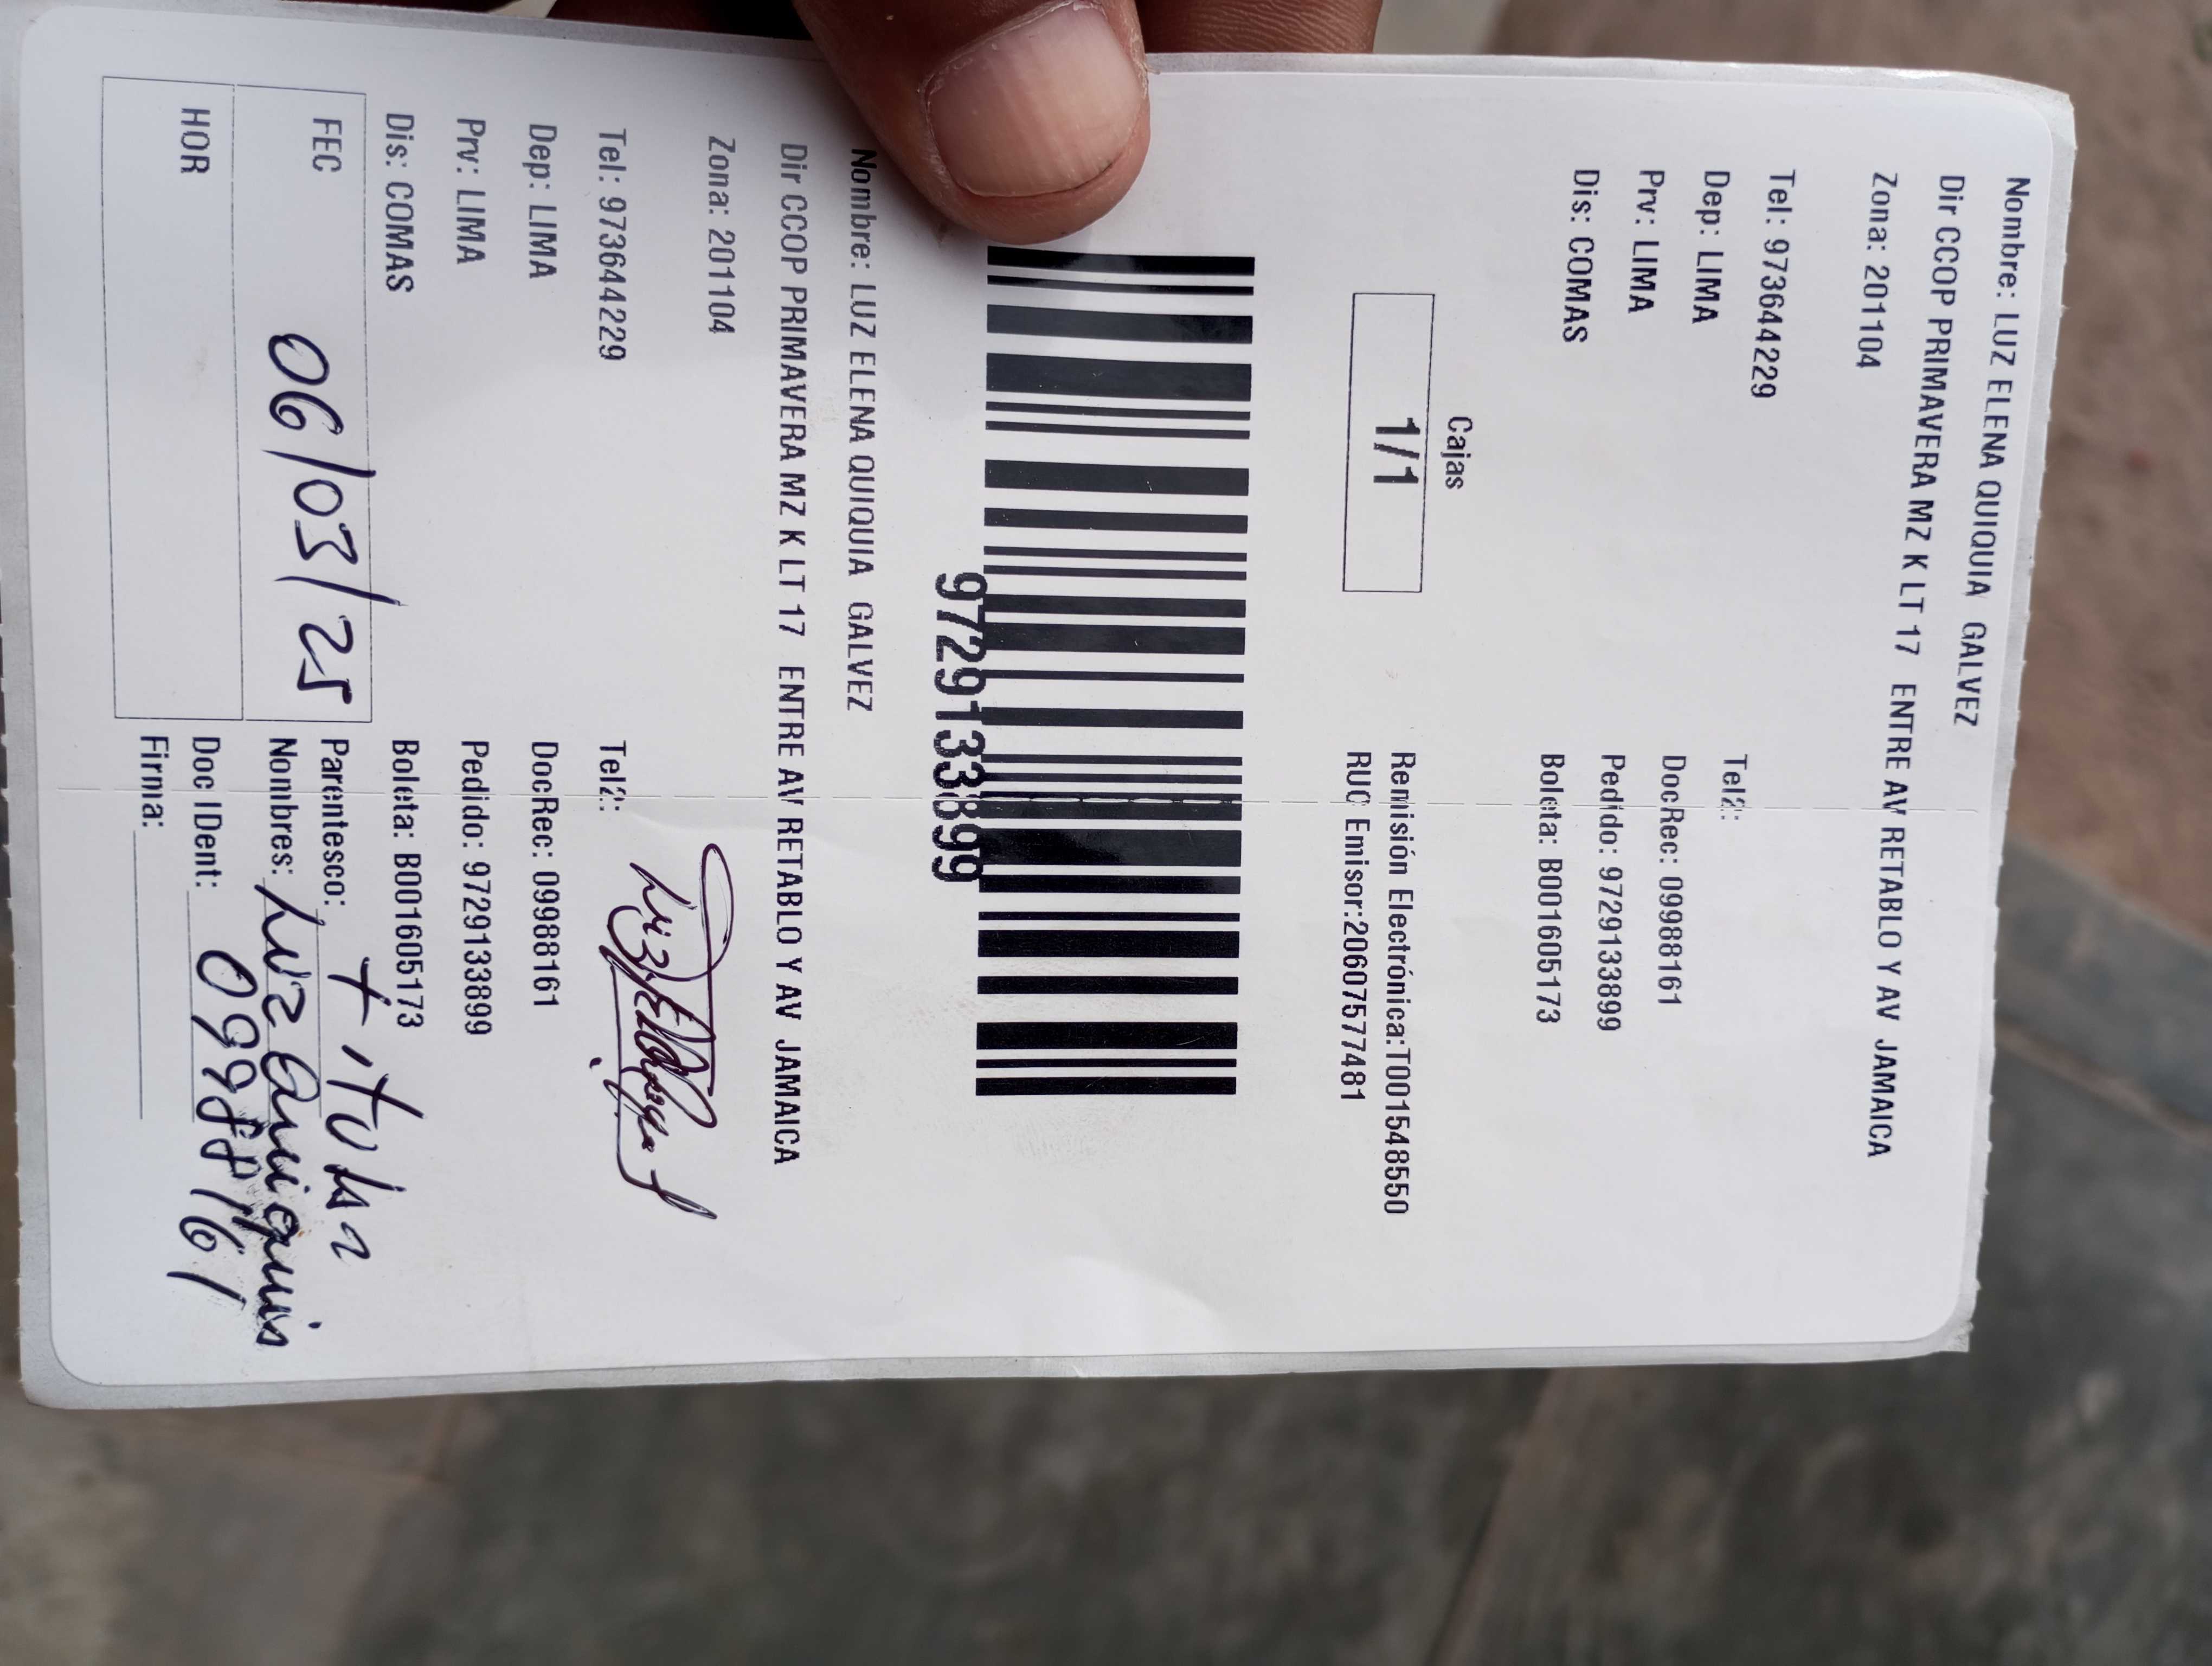 Nombre: LUZ ELENA QUIQUIA GALVEZ
Dir CCOP PRIMAVERA MZ K LT 17 ENTRE AV RETABLO Y AV JAMAICA
Zona: 201104
Tel: 973644229 Tel2:
Dep: LIMA DocRec: 09988161
Prv: LIMA Pedido: 9729133899
Dis: COMAS Boleta: B001605173
Cajas
1/1
Remisión Electrónica:T001548550
RUC Emisor:20607577481
9729133899
Nombre: LUZ ELENA QUIQUIA GALVEZ
Dir CCOP PRIMAVERA MZ K LT 17 ENTRE AV RETABLO Y AV JAMAICA
Zona: 201104
Tel: 973644229 Tel2:
Dep: LIMA DocRec: 09988161
Prv: LIMA Pedido: 9729133899
Dis: COMAS Boleta: B001605173
FEC 06/03/25 Parentesco: titular
Nombres: Luz
HOR Doc IDent: 09988161
Firma: